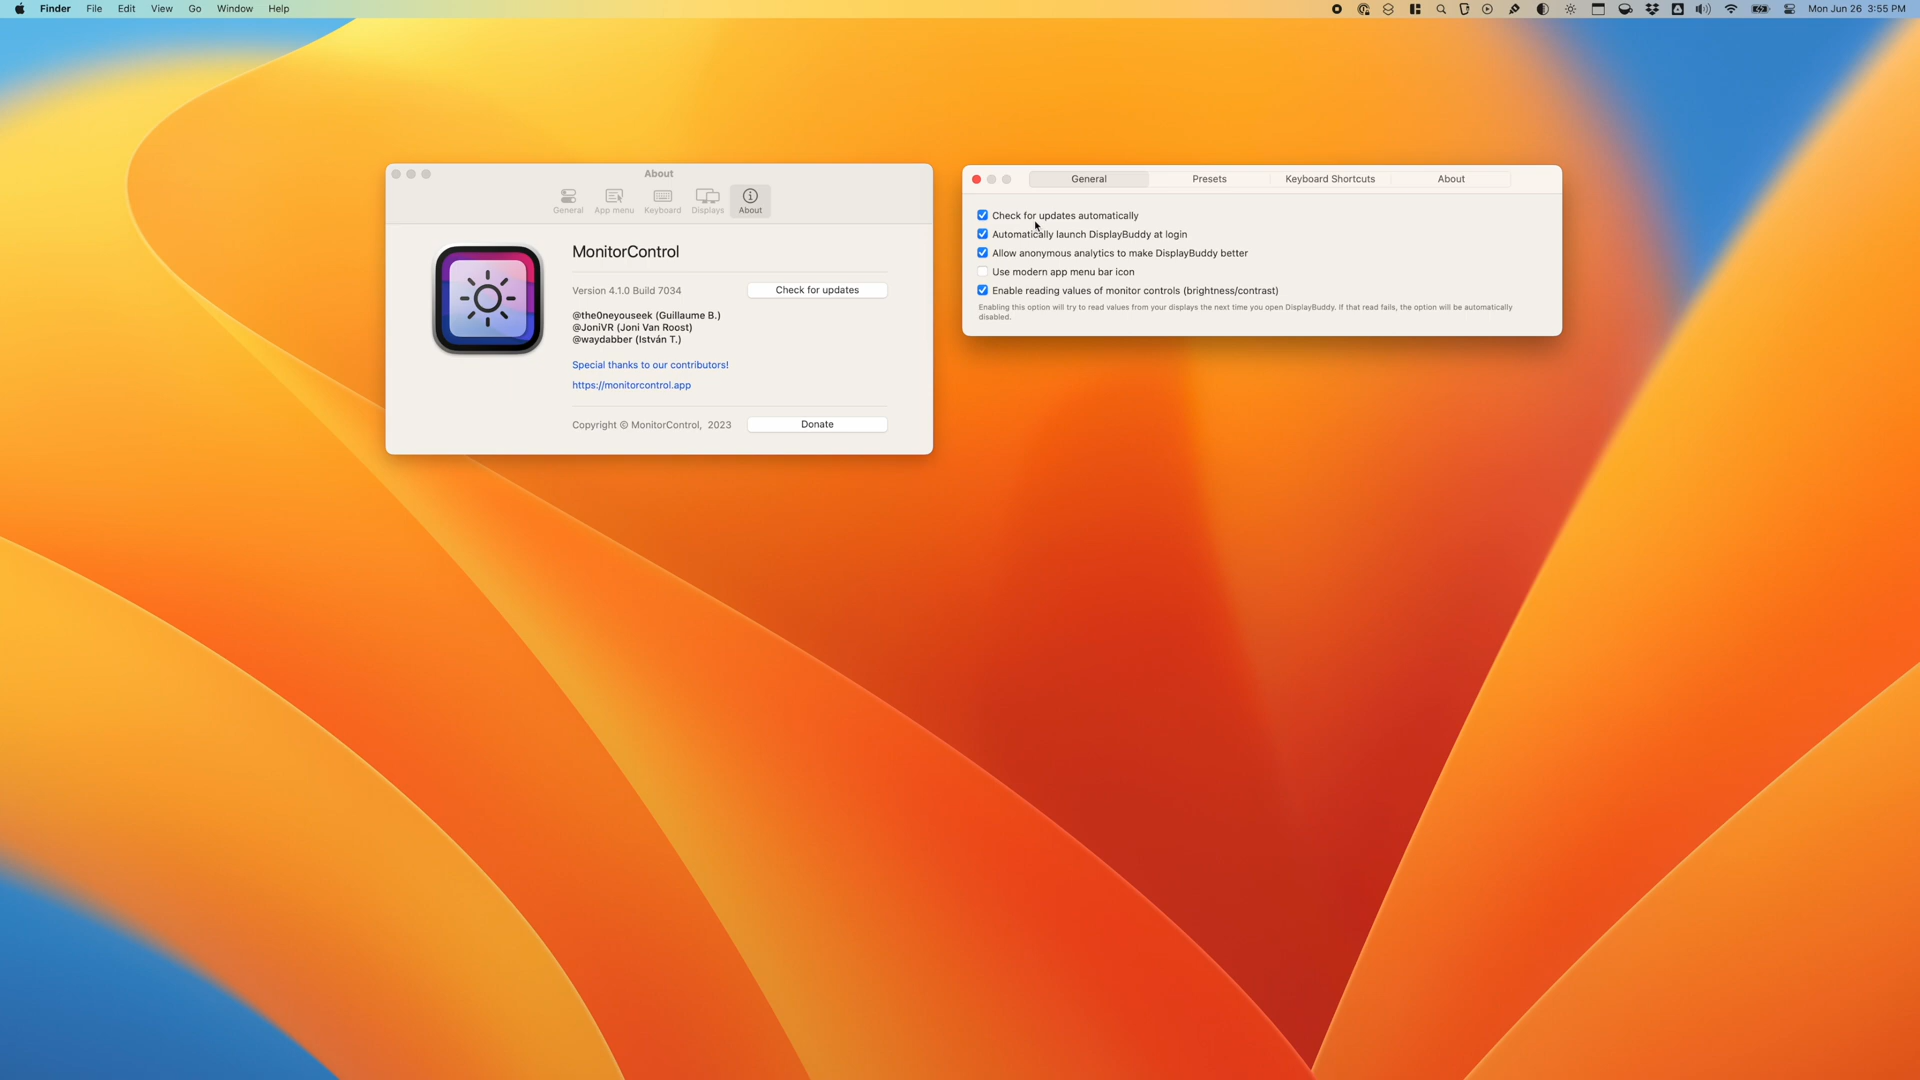 Finder File Edit View Go Window Help
Mon Jun 26 3:55 PM
About
General App menu Keyboard Displays About
MonitorControl
Version 4.1.0 Build 7034
Check for updates
@the0neyouseek (Guillaume B.)
@JoniVR (Joni Van Roost)
@waydabber (István T.)
Special thanks to our contributors!
https://monitorcontrol.app
Copyright © MonitorControl, 2023
Donate
General Presets Keyboard Shortcuts About
Check for updates automatically
Automatically launch DisplayBuddy at login
Allow anonymous analytics to make DisplayBuddy better
Use modern app menu bar icon
Enable reading values of monitor controls (brightness/contrast)
Enabling this option will try to read values from your displays the next time you open DisplayBuddy. If that read fails, the option will be automatically
disabled.